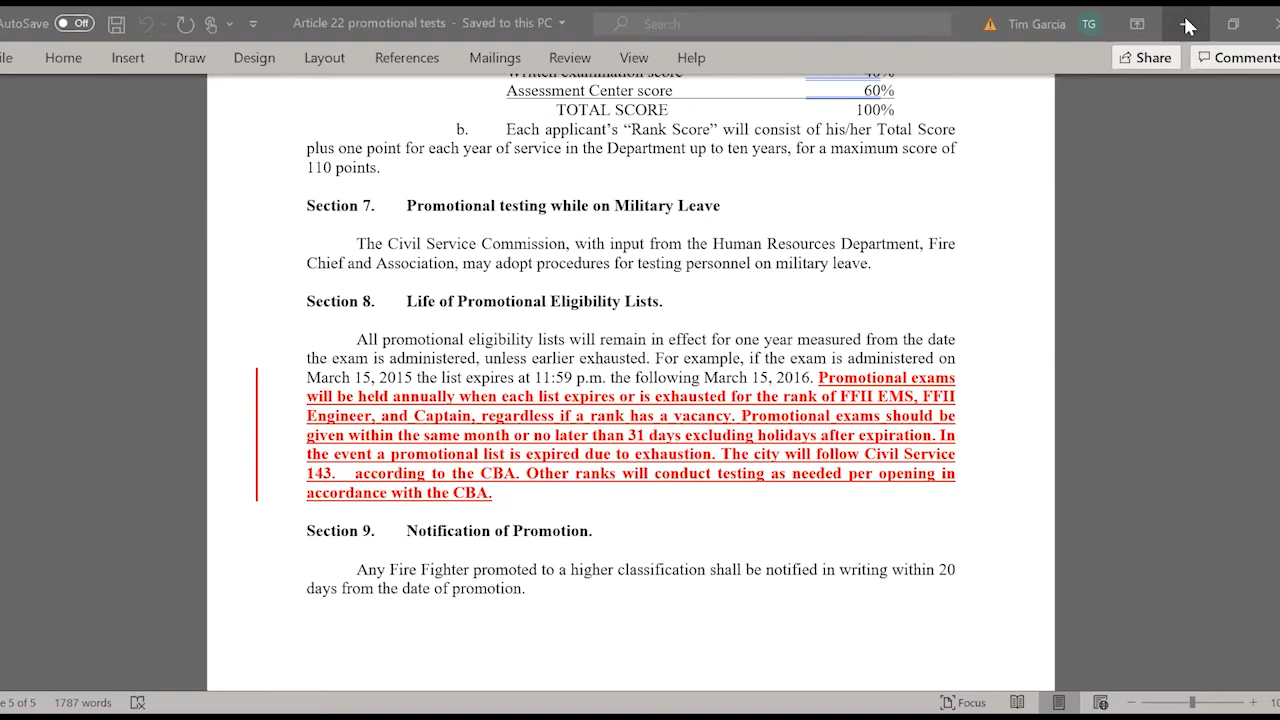 AutoSave Off Article 22 promotional tests - Saved to this PC Search Tim Garcia TG
ile Home Insert Draw Design Layout References Mailings Review View Help Share Comments
Written examination score 40%
Assessment Center score 60%
TOTAL SCORE 100%
b. Each applicant's “Rank Score” will consist of his/her Total Score
plus one point for each year of service in the Department up to ten years, for a maximum score of
110 points.
Section 7. Promotional testing while on Military Leave
The Civil Service Commission, with input from the Human Resources Department, Fire
Chief and Association, may adopt procedures for testing personnel on military leave.
Section 8. Life of Promotional Eligibility Lists.
All promotional eligibility lists will remain in effect for one year measured from the date
the exam is administered, unless earlier exhausted. For example, if the exam is administered on
March 15, 2015 the list expires at 11:59 p.m. the following March 15, 2016. Promotional exams
will be held annually when each list expires or is exhausted for the rank of FFII EMS, FFII
Engineer, and Captain, regardless if a rank has a vacancy. Promotional exams should be
given within the same month or no later than 31 days excluding holidays after expiration. In
the event a promotional list is expired due to exhaustion. The city will follow Civil Service
143. according to the CBA. Other ranks will conduct testing as needed per opening in
accordance with the CBA.
Section 9. Notification of Promotion.
Any Fire Fighter promoted to a higher classification shall be notified in writing within 20
days from the date of promotion.
e 5 of 5 1787 words Focus 10